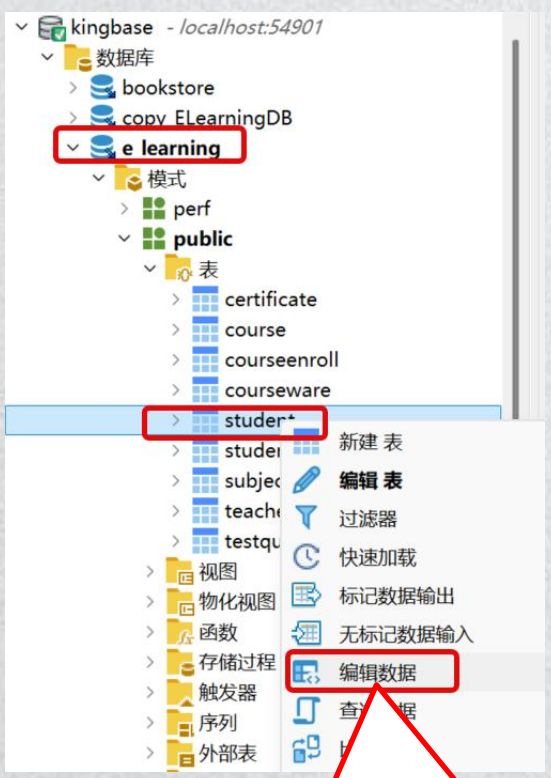 kingbase - localhost:54901
数据库
bookstore
copy_ELearningDB
e_learning
模式
perf
public
表
certificate
course
courseenroll
courseware
student
新建 表
编辑 表
过滤器
快速加载
标记数据输出
无标记数据输入
编辑数据
视图
物化视图
函数
存储过程
触发器
序列
外部表